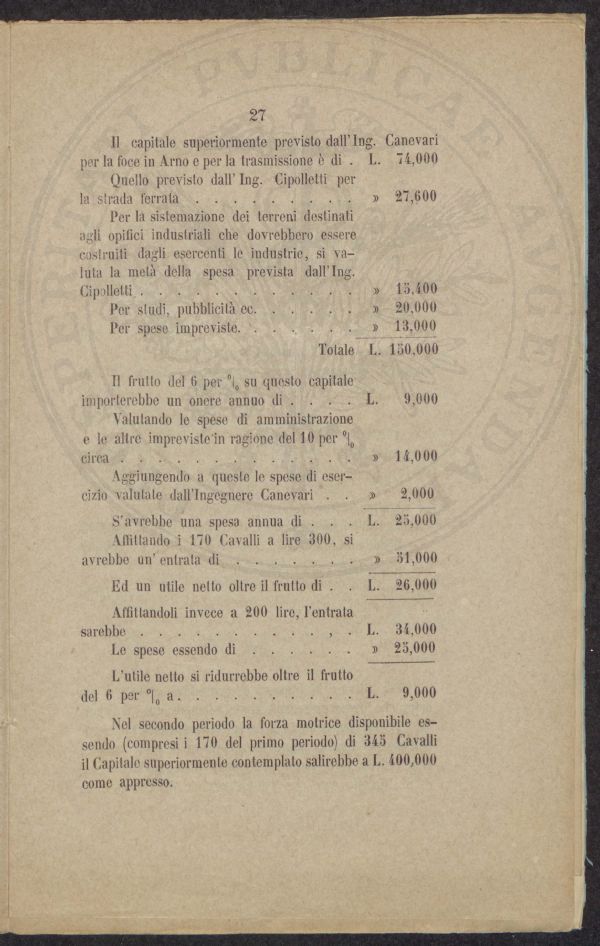 27
Il capitale superiormente previsto dall'Ing. Canevari
per la foce in Arno e per la trasmissione è di . L. 74,000
Quello previsto dall'Ing. Cipolletti per
la strada ferrata . . . . . . . . . » 27,600
Per la sistemazione dei terreni destinati
agli opifici industriali che dovrebbero essere
costruiti dagli esercenti le industrie, si va-
luta la metà della spesa prevista dall'Ing.
Cipolletti . . . . . . . . . . . . » 15,400
Per studi, pubblicità ec. . . . . . » 20,000
Per spese impreviste. . . . . . . » 13,000
Totale L. 150,000
Il frutto del 6 per % su questo capitale
importerebbe un onere annuo di . . . . L. 9,000
Valutando le spese di amministrazione
e le altre impreviste in ragione del 10 per %
circa . . . . . . . . . . . . . » 14,000
Aggiungendo a queste le spese di eser-
cizio valutate dall'Ingegnere Canevari . . » 2,000
S'avrebbe una spesa annua di . . . L. 25,000
Affittando i 170 Cavalli a lire 300, si
avrebbe un'entrata di . . . . . . . » 51,000
Ed un utile netto oltre il frutto di . . L. 26,000
Affittandoli invece a 200 lire, l'entrata
sarebbe . . . . . . . . . . , . L. 34,000
Le spese essendo di . . . . . . » 25,000
L'utile netto si ridurrebbe oltre il frutto
del 6 per % a. . . . . . . . . . L. 9,000
Nel secondo periodo la forza motrice disponibile es-
sendo (compresi i 170 del primo periodo) di 345 Cavalli
il Capitale superiormente contemplato salirebbe a L. 400,000
come appresso.